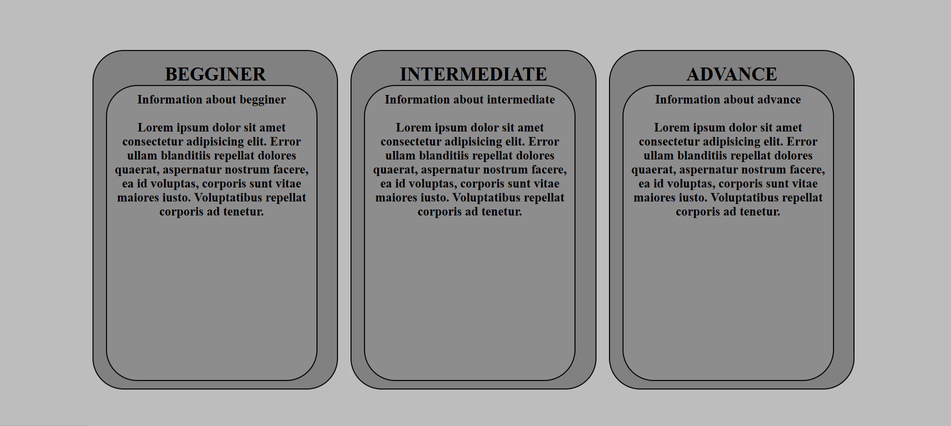 BEGGINER
Information about begginer
Lorem ipsum dolor sit amet
consectetur adipisicing elit. Error
ullam blanditiis repellat dolores
quaerat, aspernatur nostrum facere,
ea id voluptas, corporis sunt vitae
maiores iusto. Voluptatibus repellat
corporis ad tenetur.
INTERMEDIATE
Information about intermediate
Lorem ipsum dolor sit amet
consectetur adipisicing elit. Error
ullam blanditiis repellat dolores
quaerat, aspernatur nostrum facere,
ea id voluptas, corporis sunt vitae
maiores iusto. Voluptatibus repellat
corporis ad tenetur.
ADVANCE
Information about advance
Lorem ipsum dolor sit amet
consectetur adipisicing elit. Error
ullam blanditiis repellat dolores
quaerat, aspernatur nostrum facere,
ea id voluptas, corporis sunt vitae
maiores iusto. Voluptatibus repellat
corporis ad tenetur.